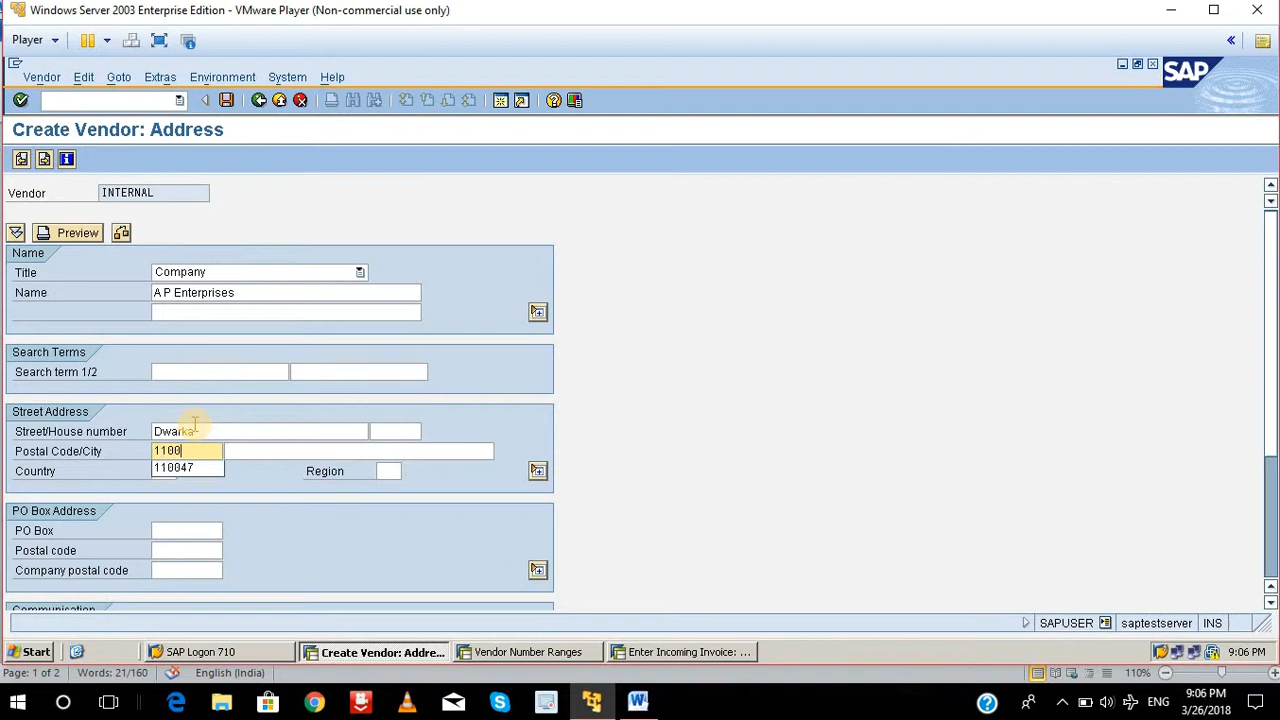 Windows Server 2003 Enterprise Edition - VMware Player (Non-commercial use only)
Player
Vendor Edit Goto Extras Environment System Help
SAP
Create Vendor: Address
Vendor INTERNAL
Preview
Name
Title Company
Name A P Enterprises
Search Terms
Search term 1/2
Street Address
Street/House number Dwarka
Postal Code/City 1100
110047
Country Region
PO Box Address
PO Box
Postal code
Company postal code
Communication
SAPUSER saptestserver INS
Start SAP Logon 710 Create Vendor: Addre... Vendor Number Ranges Enter Incoming Invoice: ... 9:06 PM
Page: 1 of 2 Words: 21/160 English (India) 110%
ENG 9:06 PM
3/26/2018